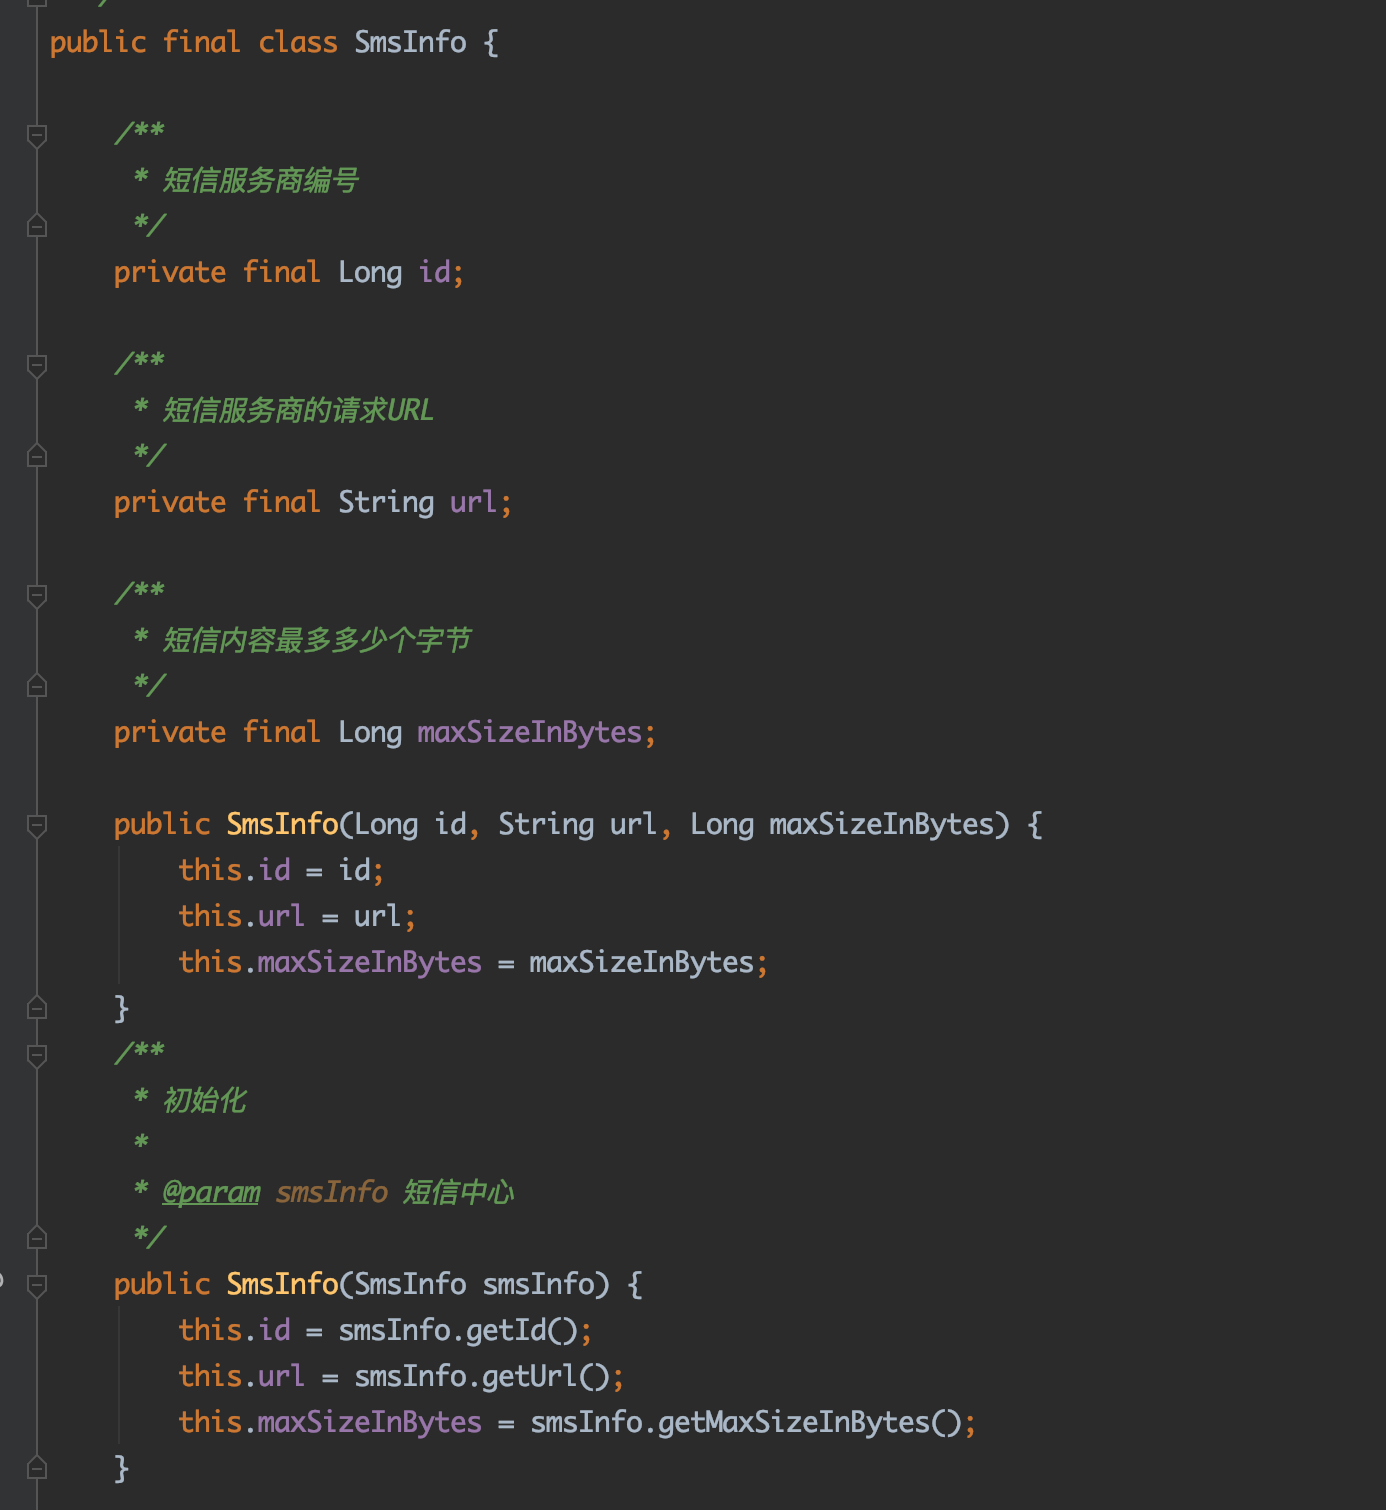 public final class SmsInfo {
/**
* 短信服务商编号
*/
private final Long id;
/**
* 短信服务商的请求URL
*/
private final String url;
/**
* 短信内容最多多少个字节
*/
private final Long maxSizeInBytes;
public SmsInfo(Long id, String url, Long maxSizeInBytes) {
this.id = id;
this.url = url;
this.maxSizeInBytes = maxSizeInBytes;
}
/**
* 初始化
*
* @param smsInfo 短信中心
*/
public SmsInfo(SmsInfo smsInfo) {
this.id = smsInfo.getId();
this.url = smsInfo.getUrl();
this.maxSizeInBytes = smsInfo.getMaxSizeInBytes();
}